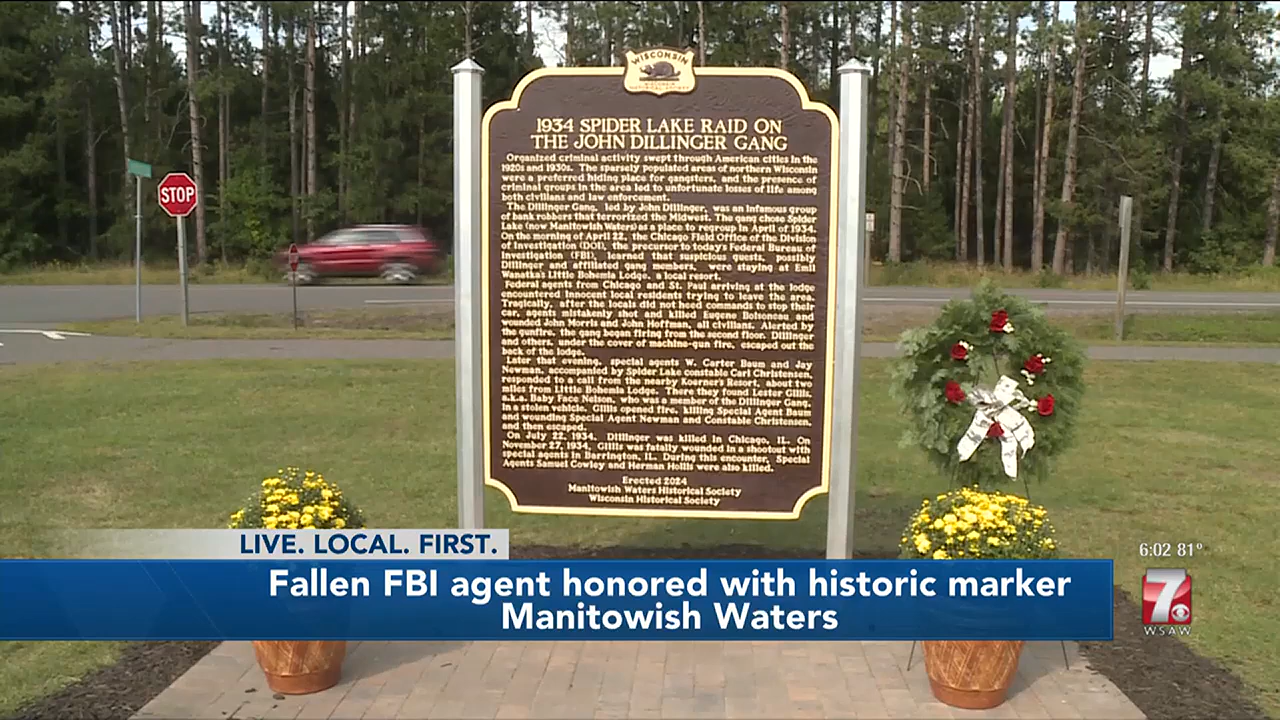 WISCONSIN
1934 SPIDER LAKE RAID ON
THE JOHN DILLINGER GANG
Organized criminal activity swept through American cities in the
1920s and 1930s. The sparsely populated areas of northern Wisconsin
were a preferred hiding place for gangsters, and the presence of
criminal groups in the area led to unfortunate losses of life among
both civilians and law enforcement.
The Dillinger Gang, led by John Dillinger, was an infamous group
of bank robbers that terrorized the Midwest. The gang chose Spider
Lake (now Manitowish Waters) as a place to regroup in April of 1934.
On the morning of April 22, the Chicago Field Office of the Division
of Investigation (DOI), the precursor to today's Federal Bureau of
Investigation (FBI), learned that suspicious guests, possibly
Dillinger and affiliated gang members, were staying at Emil
Wanatka's Little Bohemia Lodge, a local resort.
Federal agents from Chicago and St. Paul arriving at the lodge
encountered innocent local residents trying to leave the area.
Tragically, after the locals did not heed commands to stop their
car, agents mistakenly shot and killed Eugene Boisoneau and
wounded John Morris and John Hoffman, all civilians. Alerted by
the gunfire, the gang began firing from the second floor. Dillinger
and others, under the cover of machine-gun fire, escaped out the
back of the lodge.
Later that evening, special agents W. Carter Baum and Jay
Newman, accompanied by Spider Lake constable Carl Christensen,
responded to a call from the nearby Koerner's Resort, about two
miles from Little Bohemia Lodge. There they found Lester Gillis,
a.k.a. Baby Face Nelson, who was a member of the Dillinger Gang,
in a stolen vehicle. Gillis opened fire, killing Special Agent Baum
and wounding Special Agent Newman and Constable Christensen,
and then escaped.
On July 22, 1934, Dillinger was killed in Chicago, IL. On
November 27, 1934, Gillis was fatally wounded in a shootout with
special agents in Barrington, IL. During this encounter, Special
Agents Samuel Cowley and Herman Hollis were also killed.
Erected 2024
Manitowish Waters Historical Society
Wisconsin Historical Society
STOP
LIVE. LOCAL. FIRST.
Fallen FBI agent honored with historic marker
Manitowish Waters
6:02 81°
7
WSAW